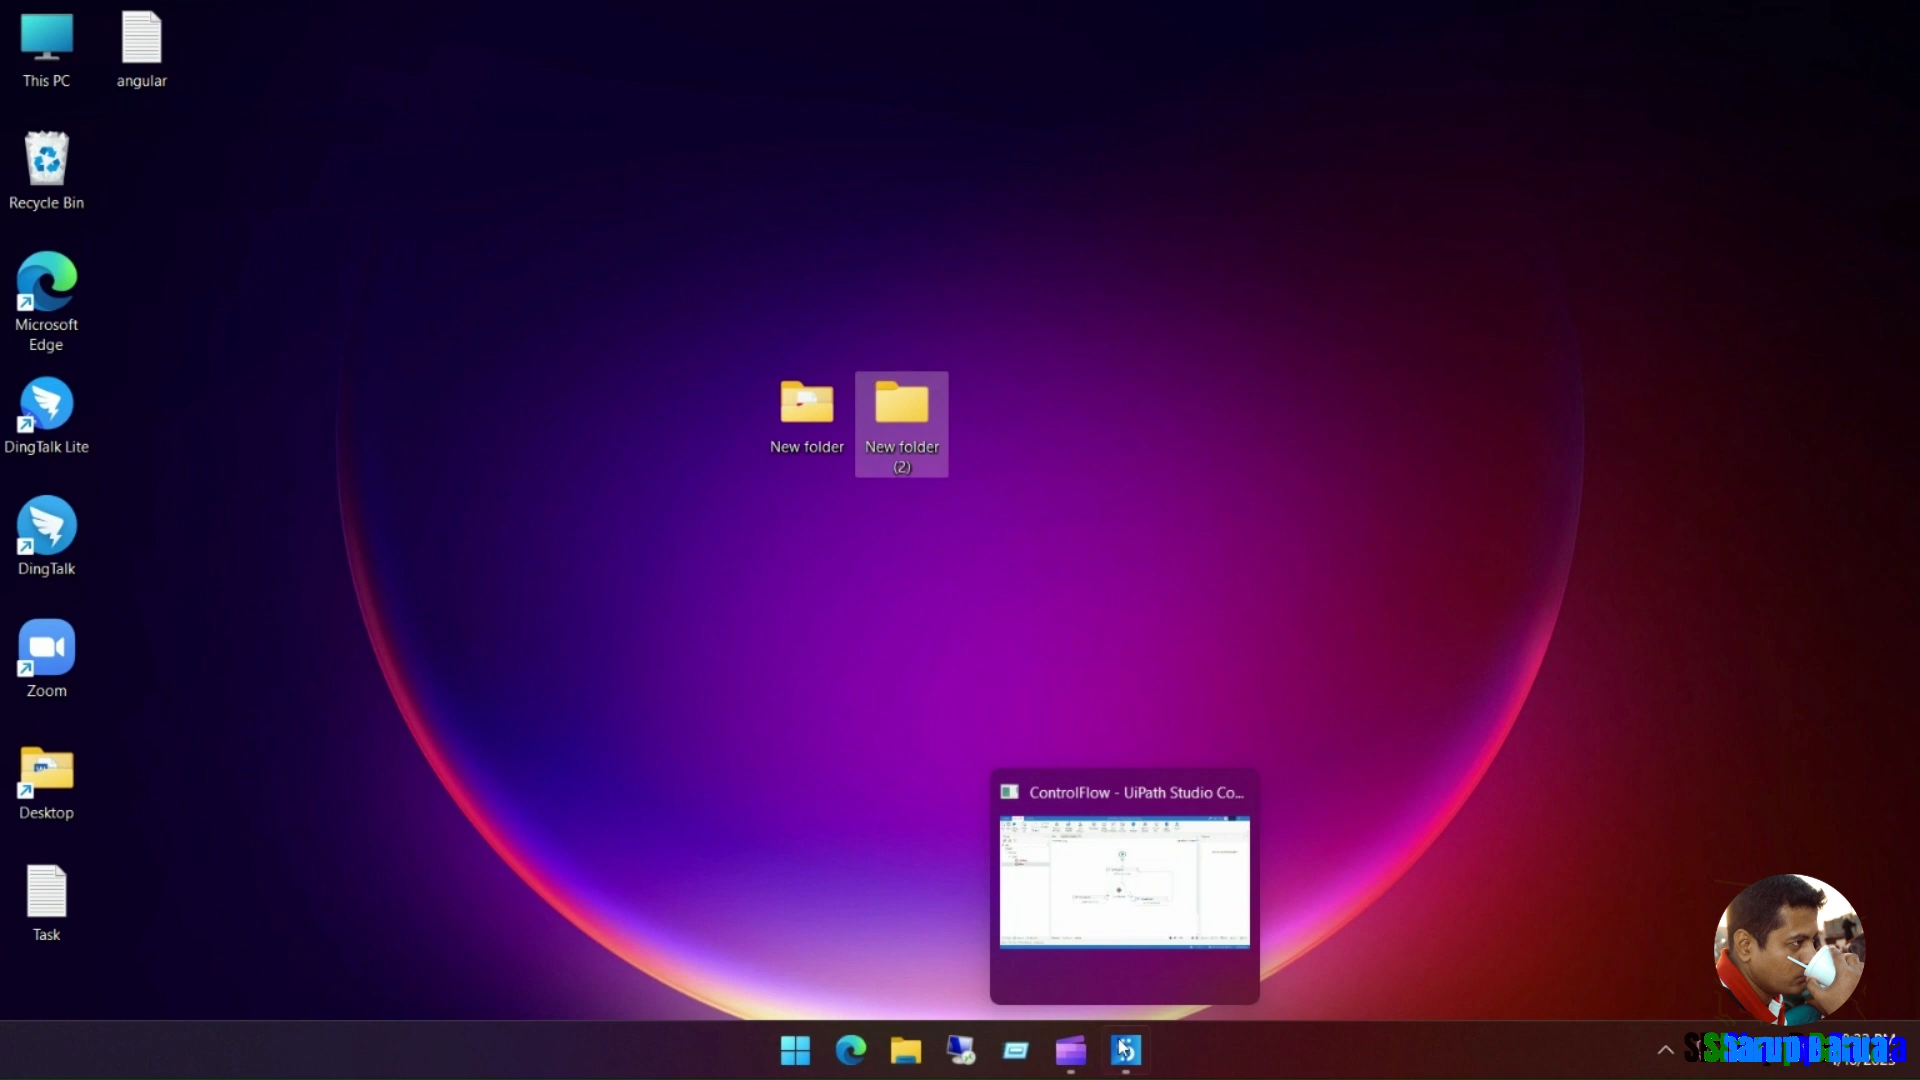 This PC
angular
Recycle Bin
Microsoft
Edge
DingTalk Lite
DingTalk
Zoom
Desktop
Task
New folder
New folder
(2)
ControlFlow - UiPath Studio Co...